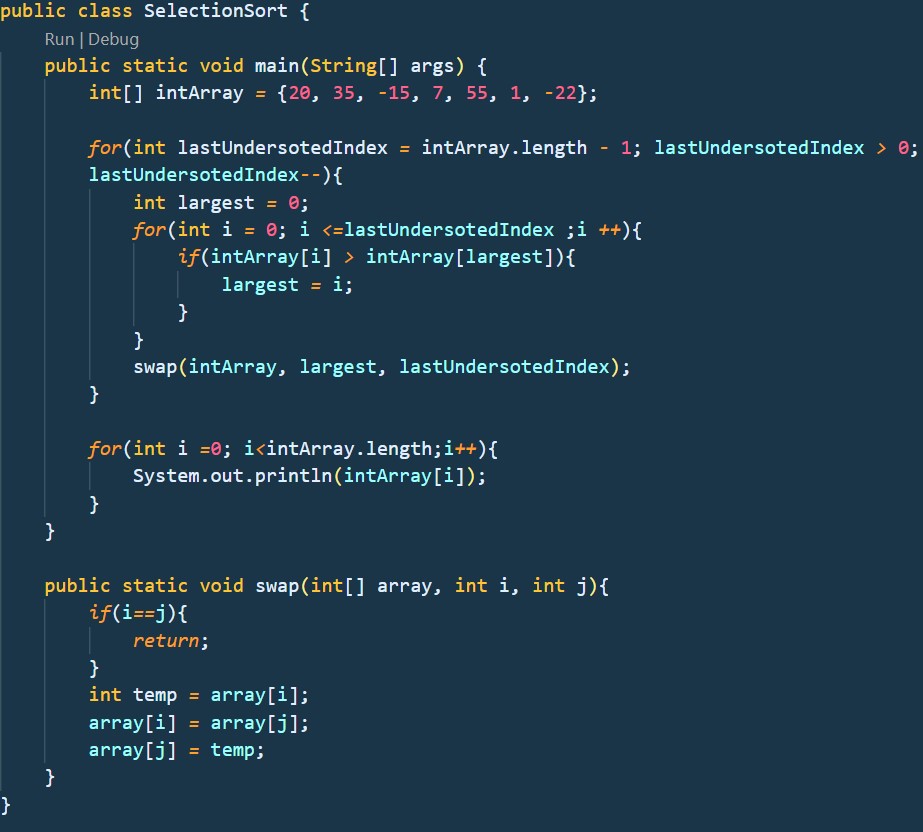 public class SelectionSort {
Run | Debug
public static void main(String[] args) {
int[] intArray = {20, 35, -15, 7, 55, 1, -22};
for(int lastUndersotedIndex = intArray.length - 1; lastUndersotedIndex > 0;
lastUndersotedIndex--){
int largest = 0;
for(int i = 0; i <=lastUndersotedIndex ;i ++){
if(intArray[i] > intArray[largest]){
largest = i;
}
}
swap(intArray, largest, lastUndersotedIndex);
}
for(int i =0; i<intArray.length;i++){
System.out.println(intArray[i]);
}
}
public static void swap(int[] array, int i, int j){
if(i==j){
return;
}
int temp = array[i];
array[i] = array[j];
array[j] = temp;
}
}